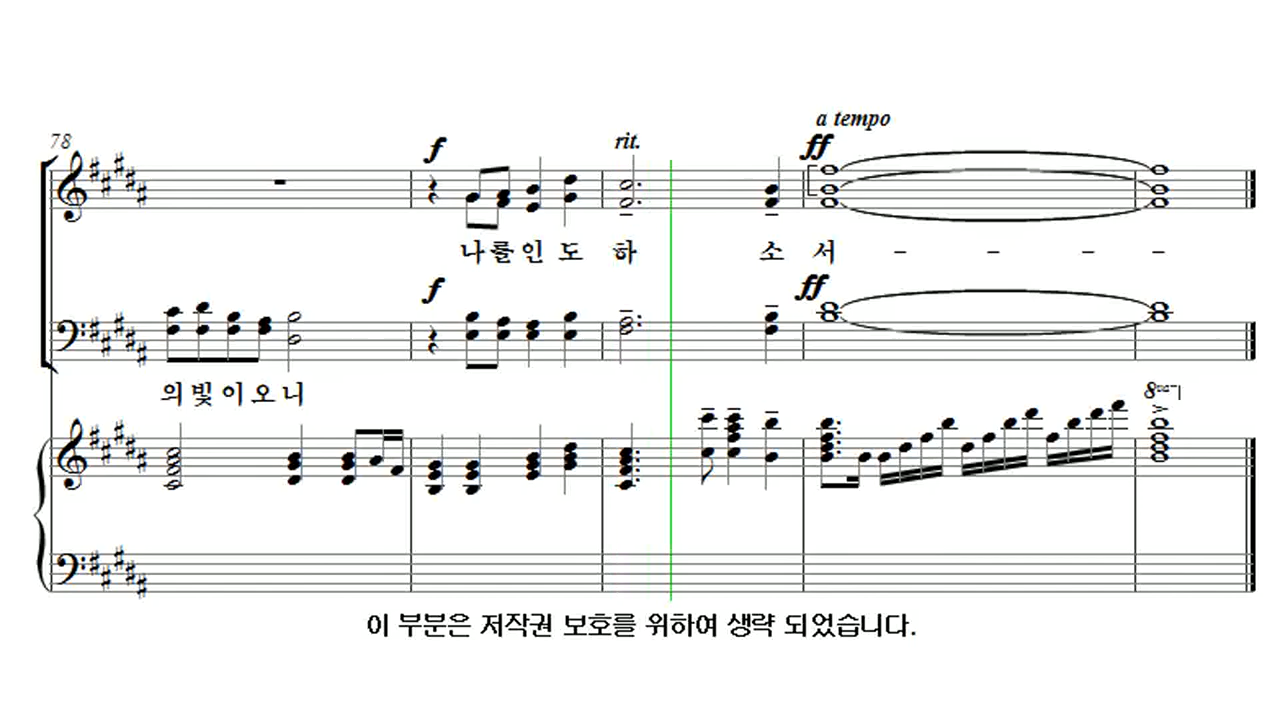 a tempo
78
f
rit.
ff
나를인 도 하 소 서 - - - -
f
ff
의 빛 이 오 니
8va
이 부분은 저작권 보호를 위하여 생략 되었습니다.